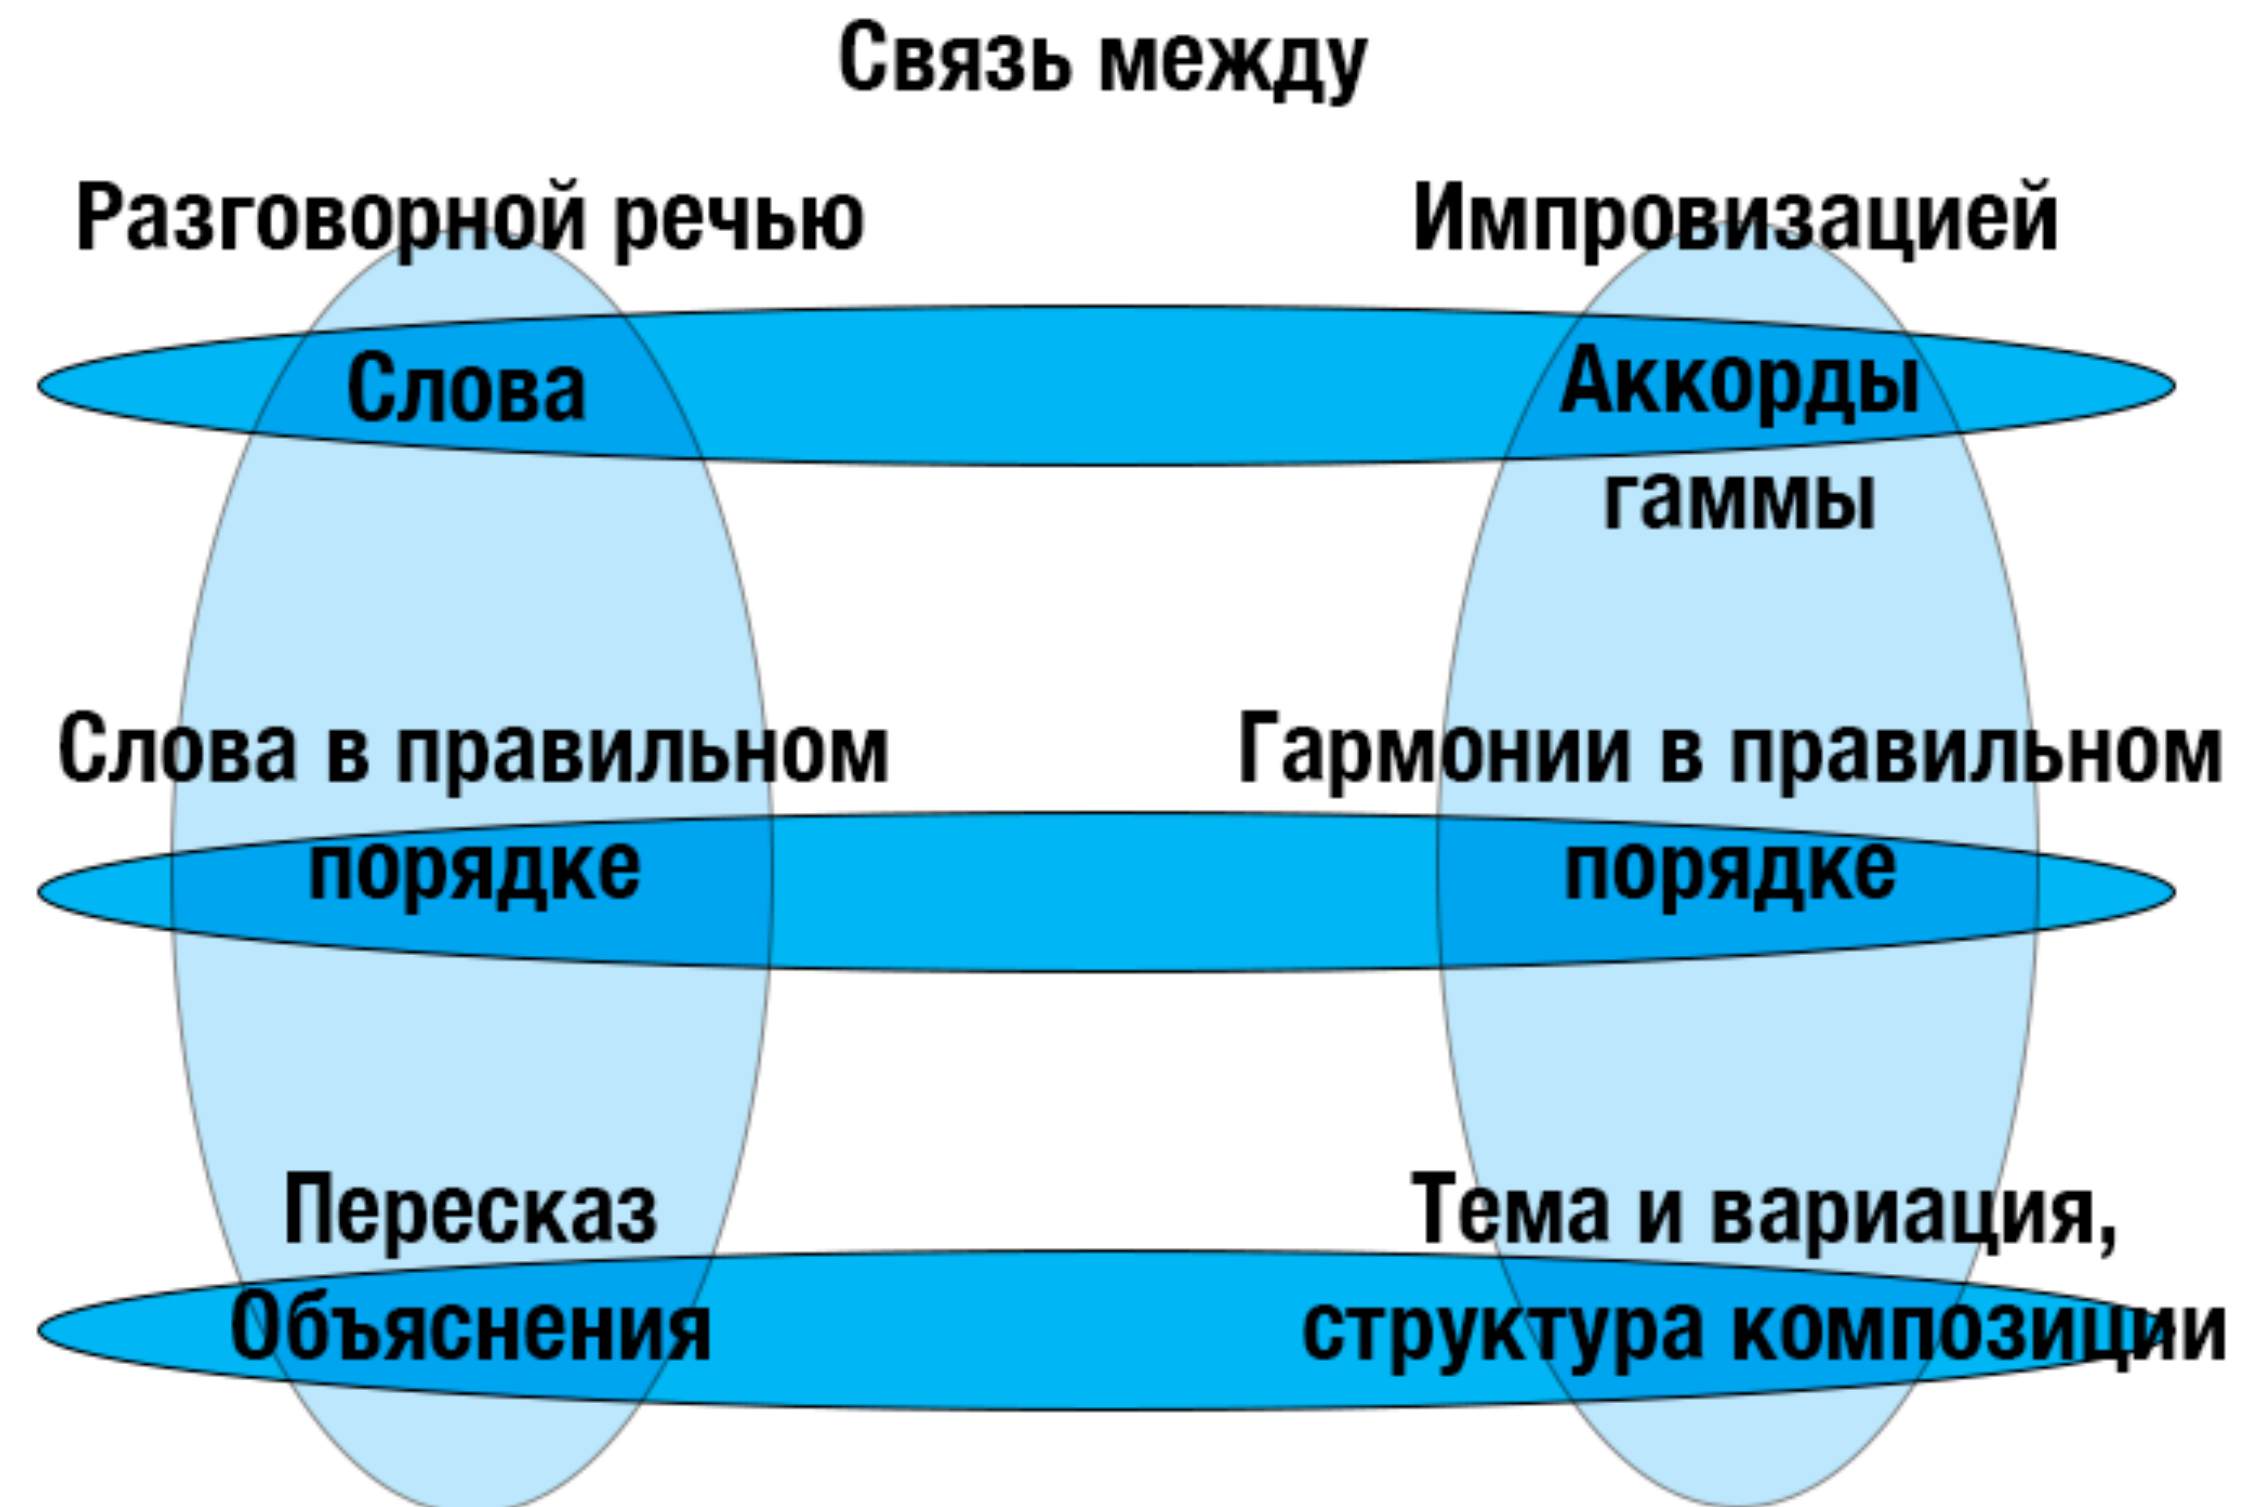 Связь между
Разговорной речью
Импровизацией
Слова
Аккорды
гаммы
Слова в правильном
порядке
Гармонии в правильном
порядке
Пересказ
Объяснения
Тема и вариация,
структура композиции